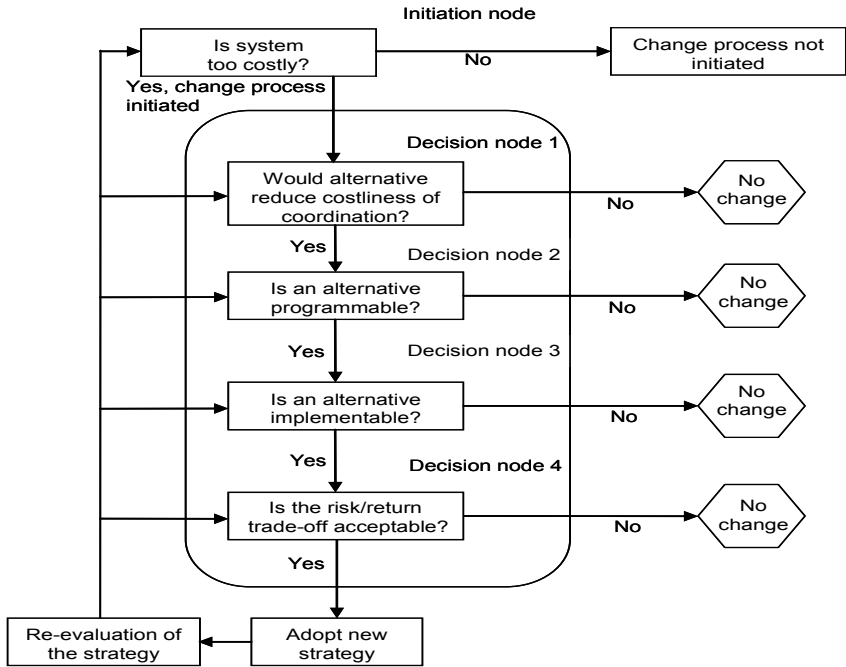 Initiation node
Is system
too costly?
No
Change process not
initiated
Yes, change process
initiated
Decision node 1
Would alternative
reduce costliness of
coordination?
No
No
change
Yes
Decision node 2
Is an alternative
programmable?
No
No
change
Yes
Decision node 3
Is an alternative
implementable?
No
No
change
Yes
Decision node 4
Is the risk/return
trade-off acceptable?
No
No
change
Yes
Re-evaluation of
the strategy
Adopt new
strategy